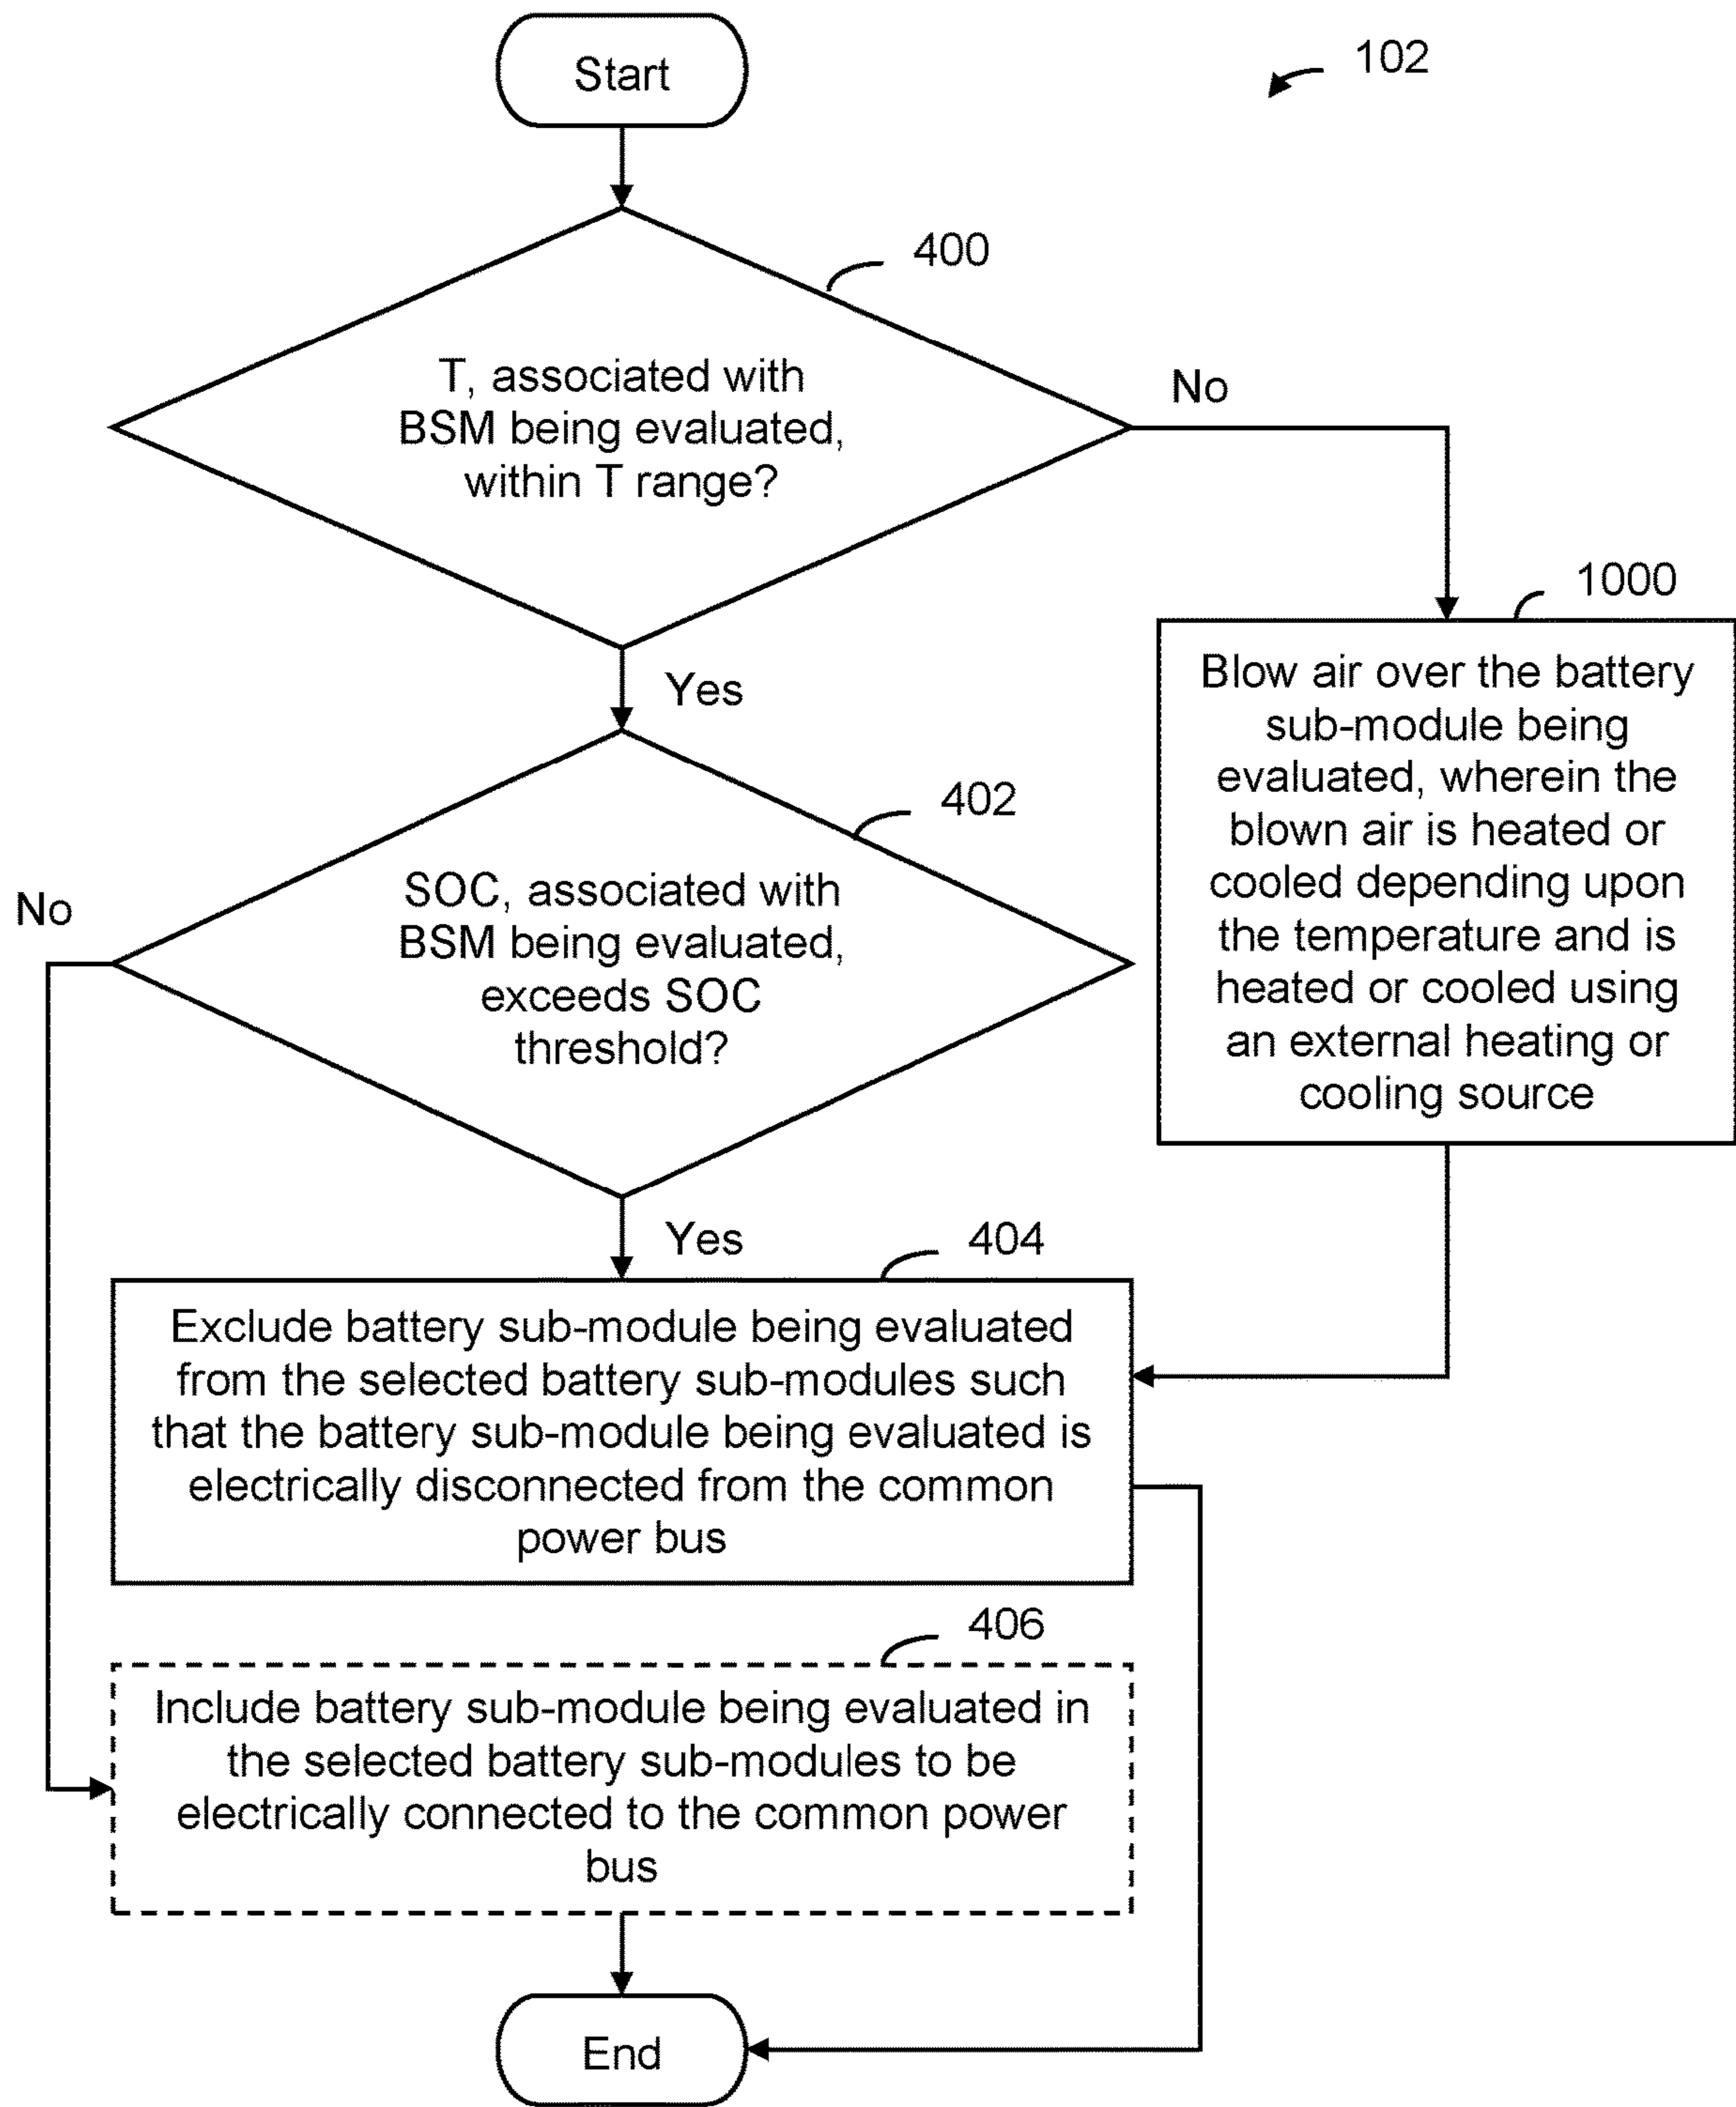 Start
102
400
T, associated with
BSM being evaluated,
within T range?
No
Yes
1000
Blow air over the battery
sub-module being
evaluated, wherein the
blown air is heated or
cooled depending upon
the temperature and is
heated or cooled using
an external heating or
cooling source
402
SOC, associated with
BSM being evaluated,
exceeds SOC
threshold?
No
Yes
404
Exclude battery sub-module being evaluated
from the selected battery sub-modules such
that the battery sub-module being evaluated is
electrically disconnected from the common
power bus
406
Include battery sub-module being evaluated in
the selected battery sub-modules to be
electrically connected to the common power
bus
End